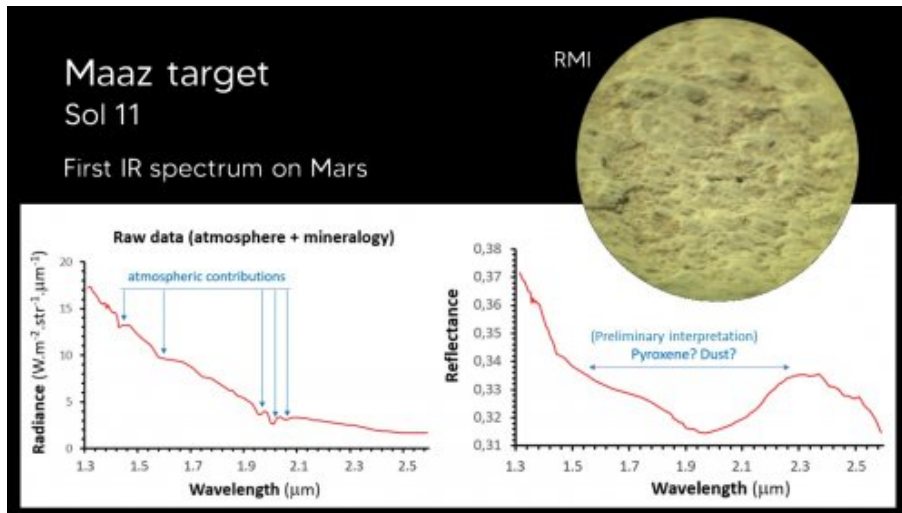 Maaz target
Sol 11
First IR spectrum on Mars
RMI
Raw data (atmosphere + mineralogy)
atmospheric contributions
Radiance (W.m⁻².str⁻¹.µm⁻¹)
20
15
10
5
0
1.3 1.5 1.7 1.9 2.1 2.3 2.5
Wavelength (µm)
(Preliminary interpretation)
Pyroxene? Dust?
Reflectance
0,38
0,37
0,36
0,35
0,34
0,33
0,32
0,31
1.3 1.5 1.7 1.9 2.1 2.3 2.5
Wavelength (µm)